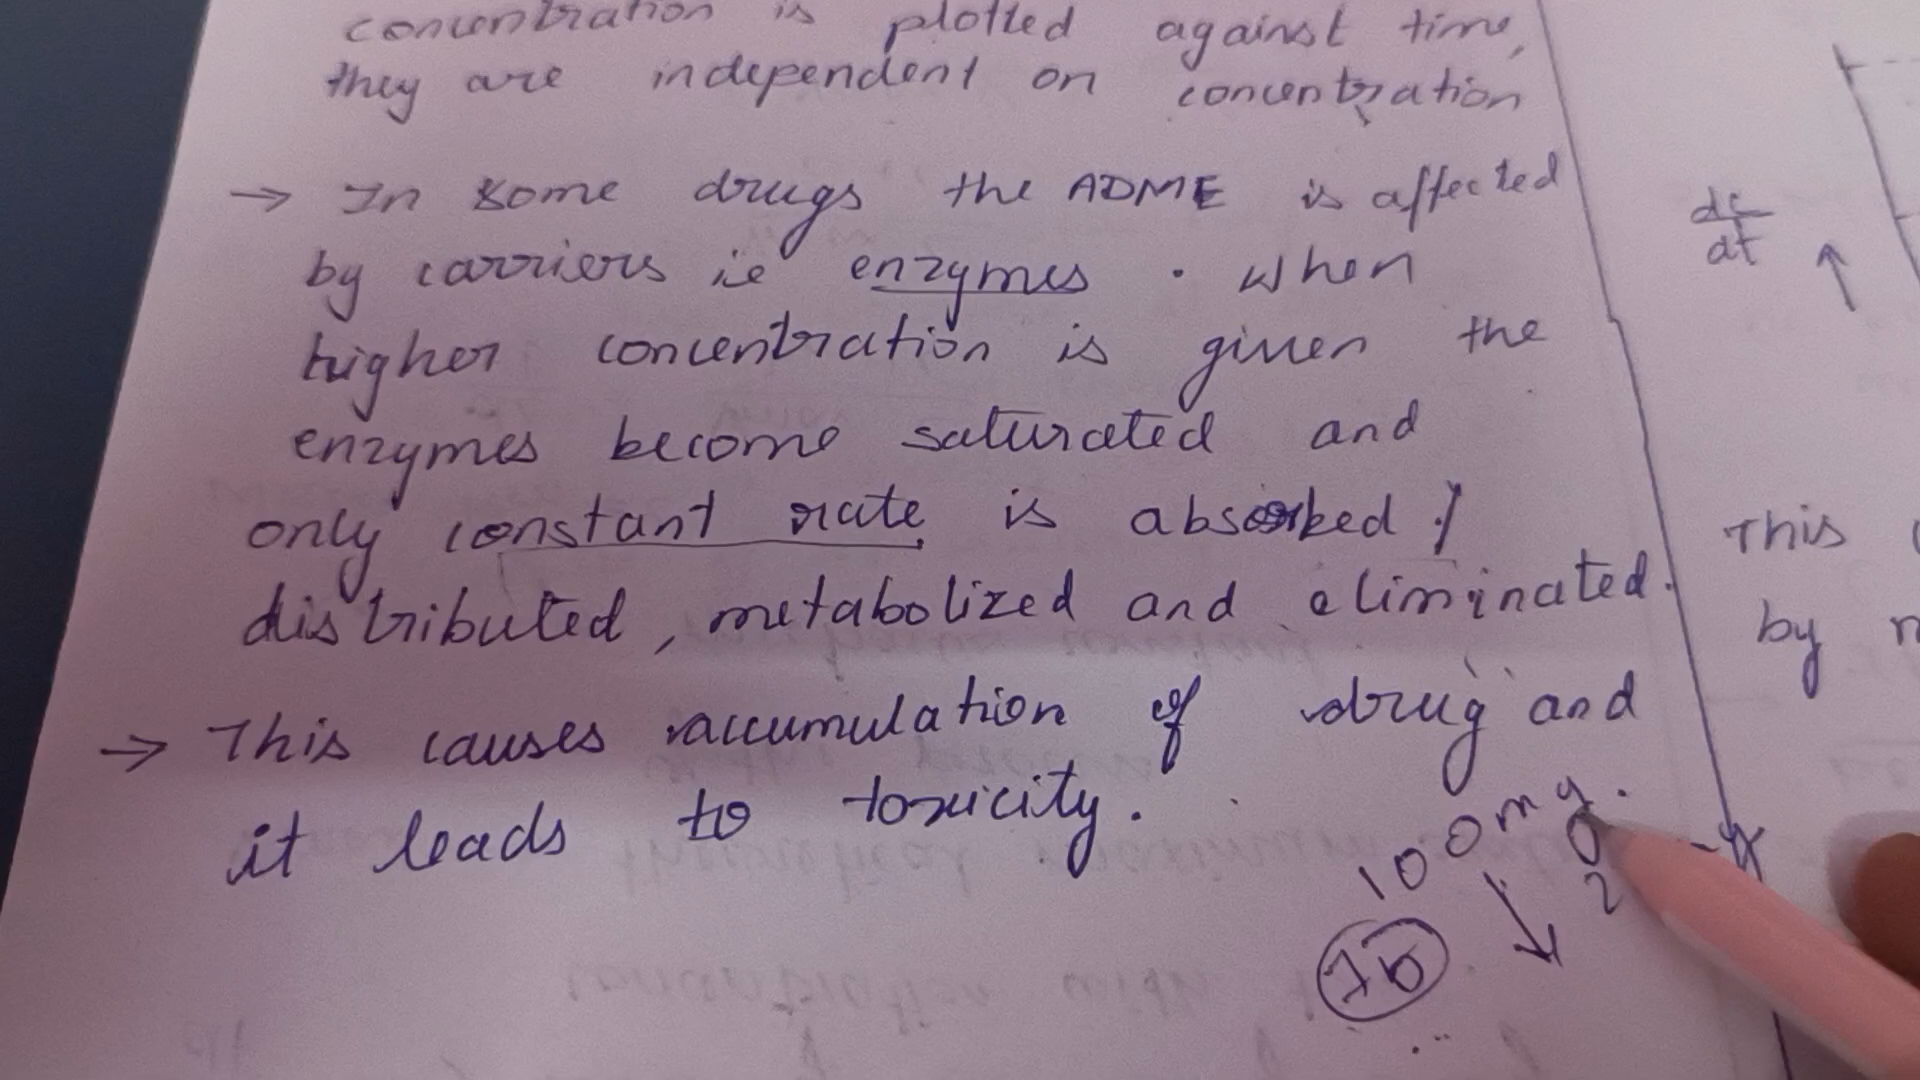 concentration is plotted against time,
they are independent on concentration
→ In some drugs the ADME is affected
by carriers ie enzymes. When
higher concentration is given the
enzymes become saturated and
only constant rate is absorbed /
distributed, metabolized and eliminated.
→ This causes accumulation of drug and
it leads to toxicity.
100mg.
dc/dt ↑
This
by